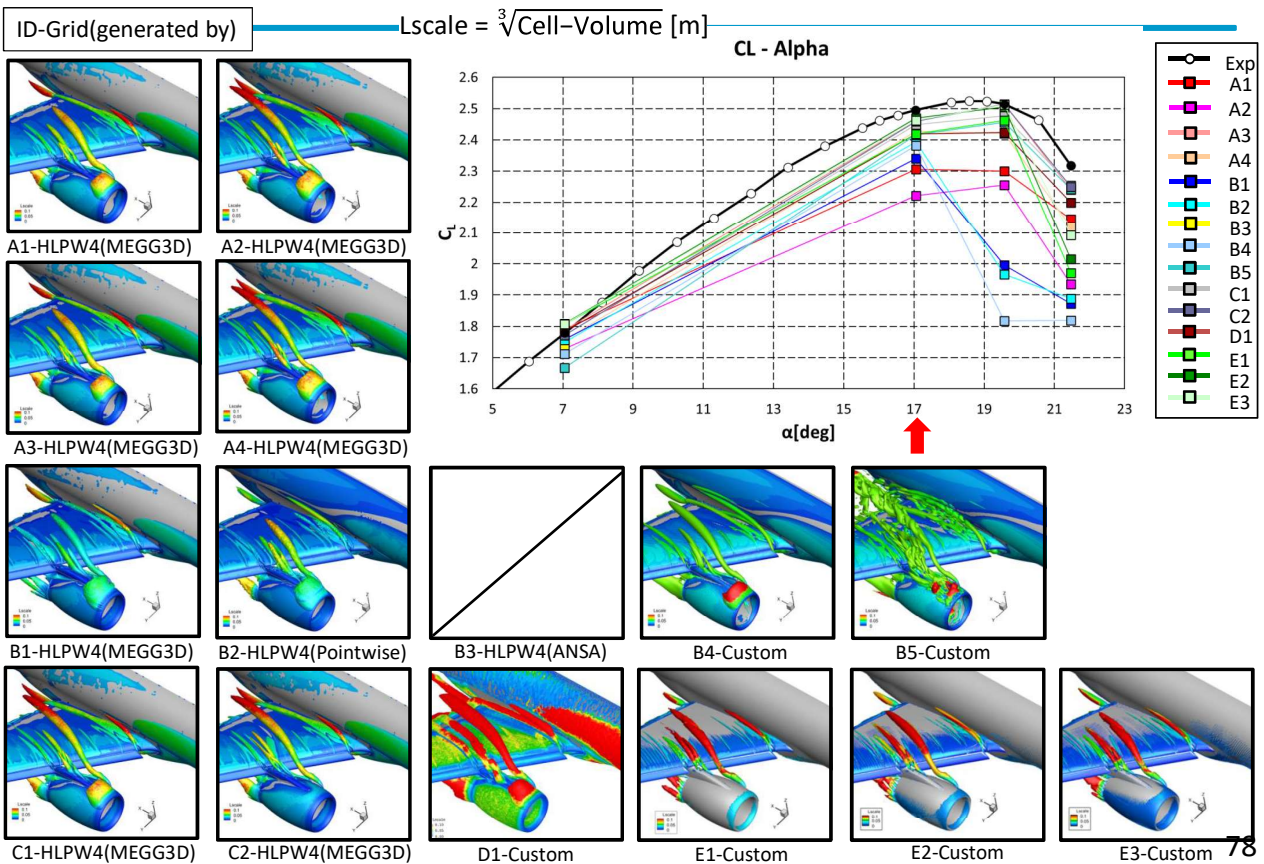 ID-Grid(generated by)
Lscale = ∛Cell−Volume [m]
CL - Alpha
2.6
2.5
2.4
2.3
2.2
2.1
2
1.9
1.8
1.7
1.6
CL
5 7 9 11 13 15 17 19 21 23
α[deg]
Exp
A1
A2
A3
A4
B1
B2
B3
B4
B5
C1
C2
D1
E1
E2
E3
A1-HLPW4(MEGG3D)
A2-HLPW4(MEGG3D)
A3-HLPW4(MEGG3D)
A4-HLPW4(MEGG3D)
B1-HLPW4(MEGG3D)
B2-HLPW4(Pointwise)
B3-HLPW4(ANSA)
B4-Custom
B5-Custom
C1-HLPW4(MEGG3D)
C2-HLPW4(MEGG3D)
D1-Custom
E1-Custom
E2-Custom
E3-Custom
78